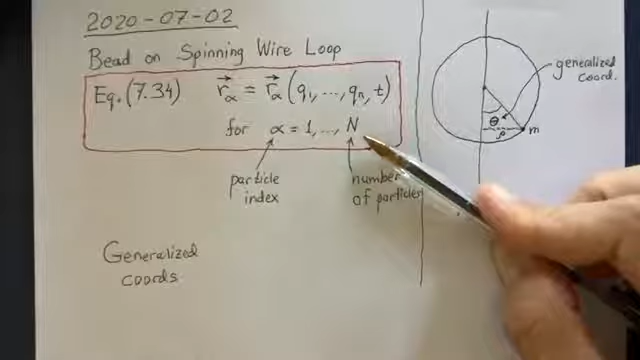 2020-07-02
Bead on Spinning Wire Loop
Eq. (7.34) r⃗α = r⃗α (q₁, ..., qₙ, t)
for α = 1, ..., N
particle
index
number
of particles
Generalized
coords
generalized
coord.
θ
ρ
m